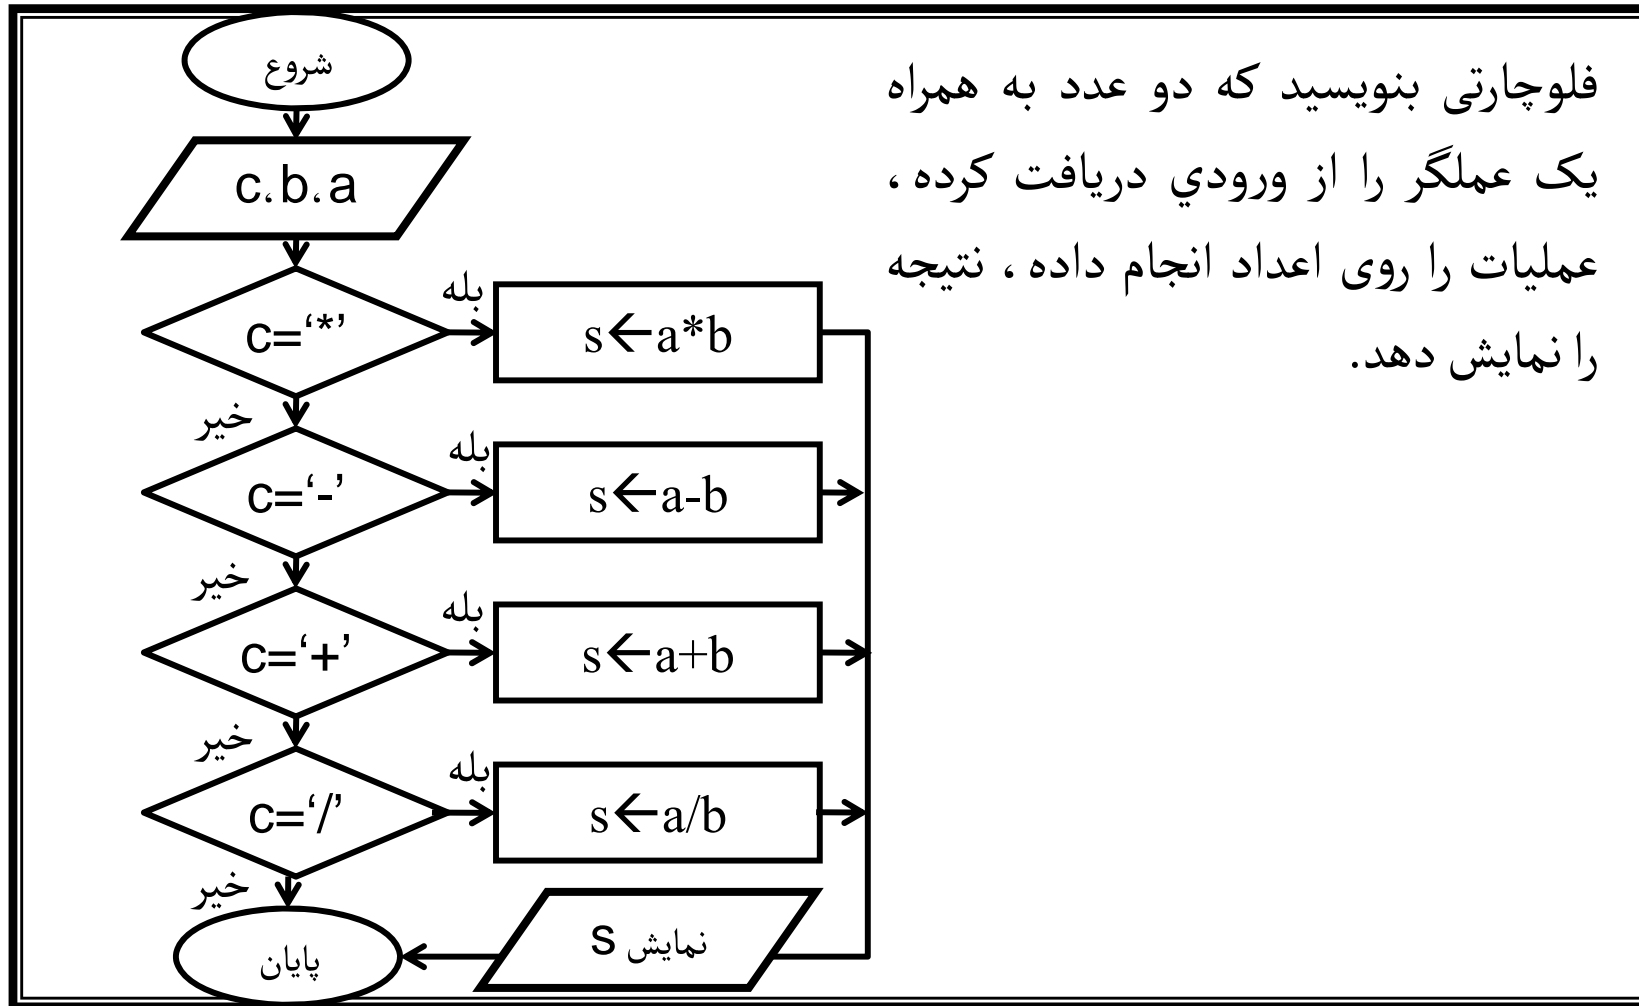 فلوچارتی بنویسید که دو عدد به همراه
یک عملگر را از ورودي دریافت کرده ،
عملیات را روی اعداد انجام داده ، نتیجه
را نمایش دهد.
شروع
c،b،a
c=‘*’
بله
s←a*b
خیر
c=‘-’
بله
s←a-b
خیر
c=‘+’
بله
s←a+b
خیر
c=‘/’
بله
s←a/b
خیر
نمایش s
پایان